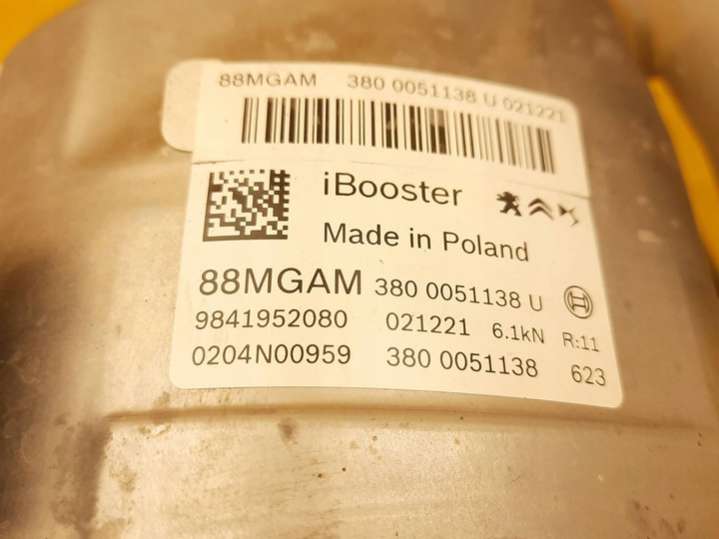 88MGAM 380 0051138 U 021221
iBooster
Made in Poland
88MGAM 380 0051138 U
9841952080 021221 6.1kN R:11
0204N00959 380 0051138 623